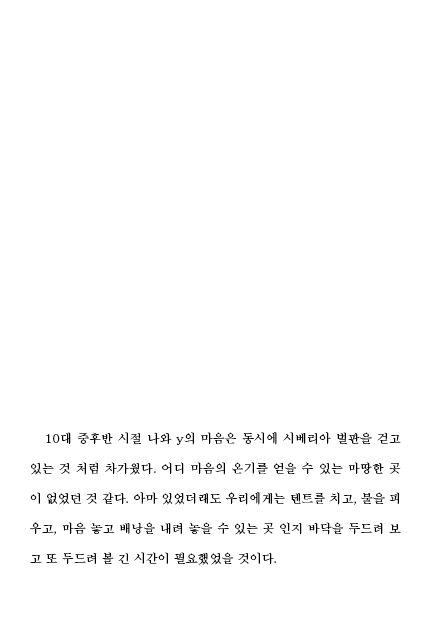 10대 중후반 시절 나와 y의 마음은 동시에 시베리아 벌판을 걷고
있는 것 처럼 차가웠다. 어디 마음의 온기를 얻을 수 있는 마땅한 곳
이 없었던 것 같다. 아마 있었더래도 우리에게는 텐트를 치고, 불을 피
우고, 마음 놓고 배낭을 내려 놓을 수 있는 곳 인지 바닥을 두드려 보
고 또 두드려 볼 긴 시간이 필요했었을 것이다.